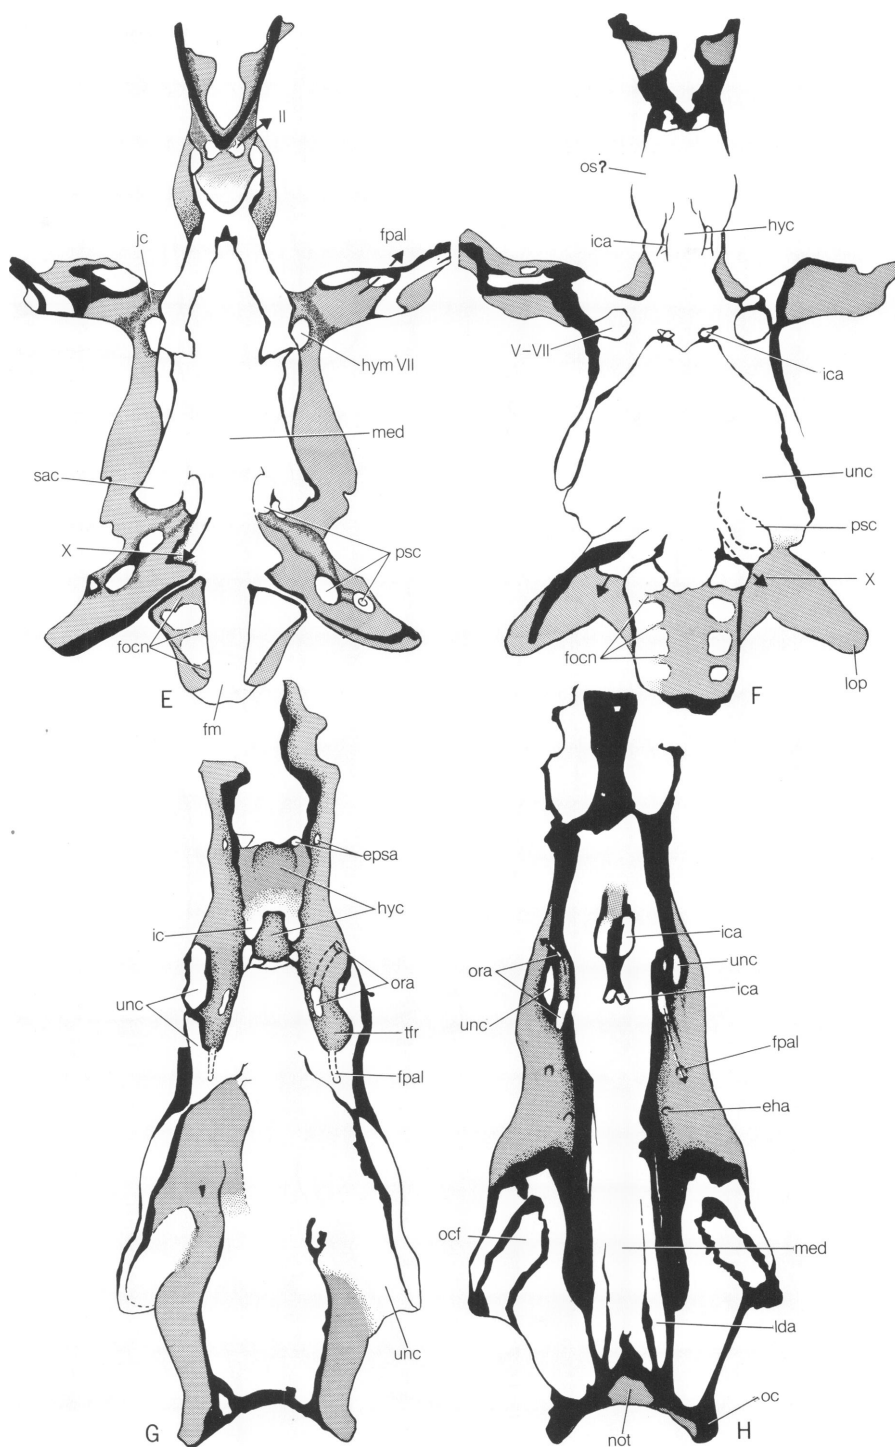 II
jc
fpal
hym VII
med
sac
X
psc
focn
fm
E
os?
hyc
ica
V–VII
ica
unc
psc
X
focn
lop
F
epsa
hyc
ic
ora
unc
tfr
fpal
unc
G
ica
ora
unc
ica
unc
fpal
eha
ocf
med
lda
oc
not
H